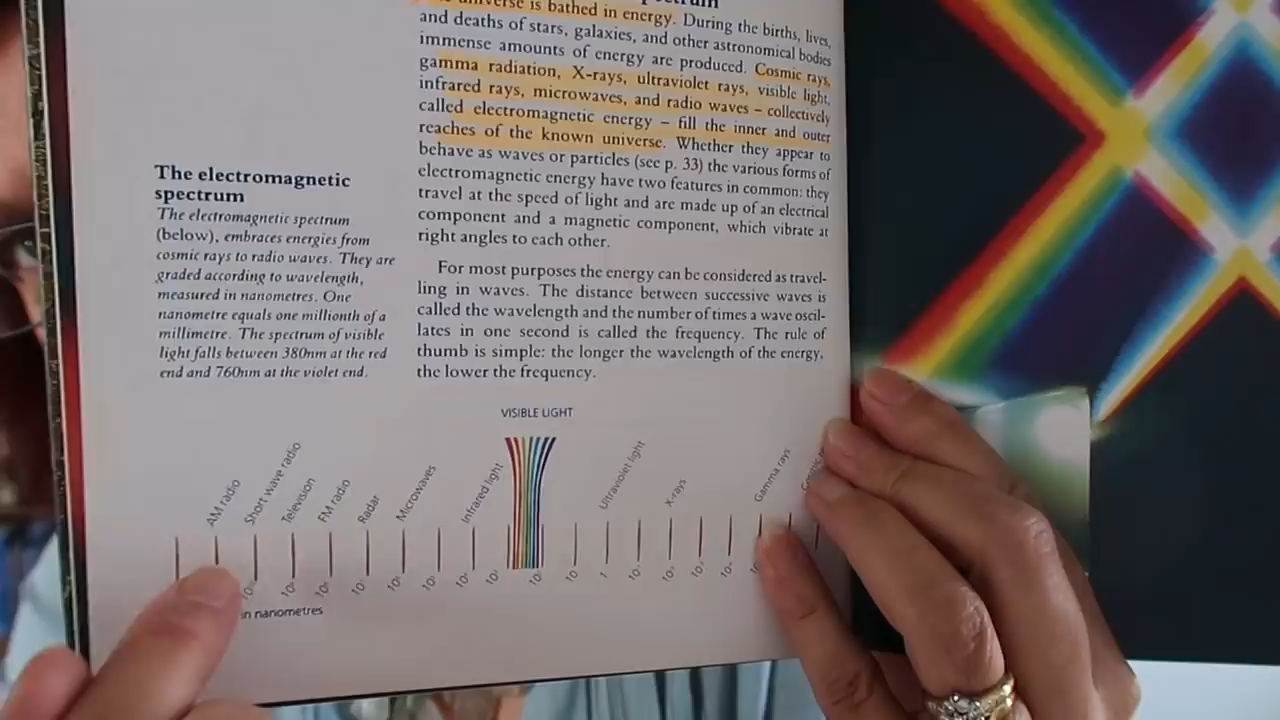 universe is bathed in energy. During the births, lives,
and deaths of stars, galaxies, and other astronomical bodies
immense amounts of energy are produced. Cosmic rays,
gamma radiation, X-rays, ultraviolet rays, visible light,
infrared rays, microwaves, and radio waves – collectively
called electromagnetic energy – fill the inner and outer
reaches of the known universe. Whether they appear to
behave as waves or particles (see p. 33) the various forms of
electromagnetic energy have two features in common: they
travel at the speed of light and are made up of an electrical
component and a magnetic component, which vibrate at
right angles to each other.
For most purposes the energy can be considered as travel-
ling in waves. The distance between successive waves is
called the wavelength and the number of times a wave oscil-
lates in one second is called the frequency. The rule of
thumb is simple: the longer the wavelength of the energy,
the lower the frequency.
The electromagnetic
spectrum
The electromagnetic spectrum
(below), embraces energies from
cosmic rays to radio waves. They are
graded according to wavelength,
measured in nanometres. One
nanometre equals one millionth of a
millimetre. The spectrum of visible
light falls between 380nm at the red
end and 760nm at the violet end.
VISIBLE LIGHT
AM radio
Short wave radio
Television
FM radio
Radar
Microwaves
Infrared light
Ultraviolet light
X-rays
Gamma rays
10
1
in nanometres